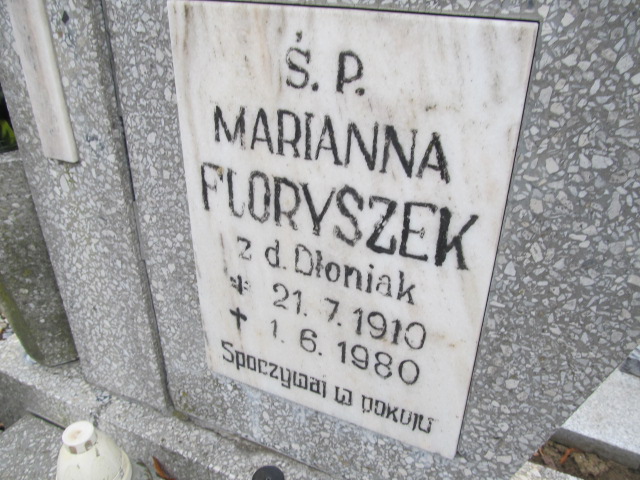 Ś. P.
MARIANNA
FLORYSZEK
z d. Dłoniak
* 21. 7. 1910
† 1. 6. 1980
Spoczywaj w pokoju